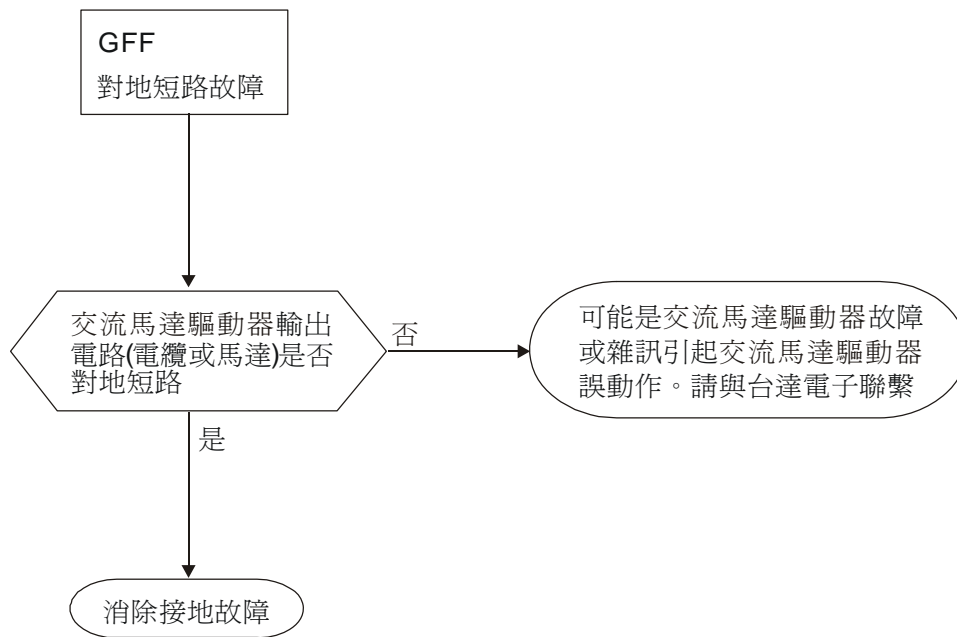 GFF
對地短路故障
交流馬達驅動器輸出
電路(電纜或馬達)是否
對地短路
否
可能是交流馬達驅動器故障
或雜訊引起交流馬達驅動器
誤動作。請與台達電子聯繫
是
消除接地故障